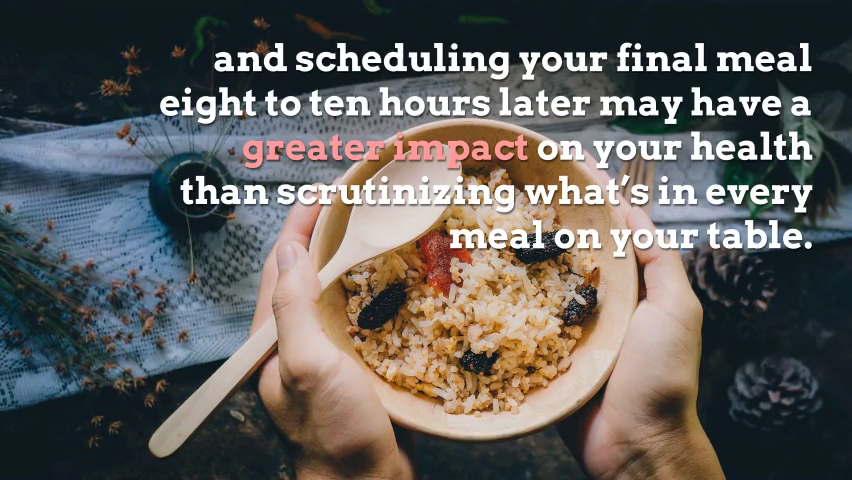 and scheduling your final meal
eight to ten hours later may have a
greater impact on your health
than scrutinizing what’s in every
meal on your table.